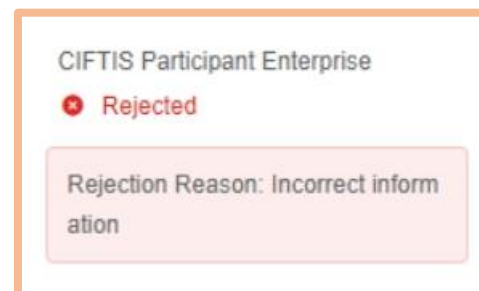 CIFTIS Participant Enterprise
Rejected
Rejection Reason: Incorrect inform
ation